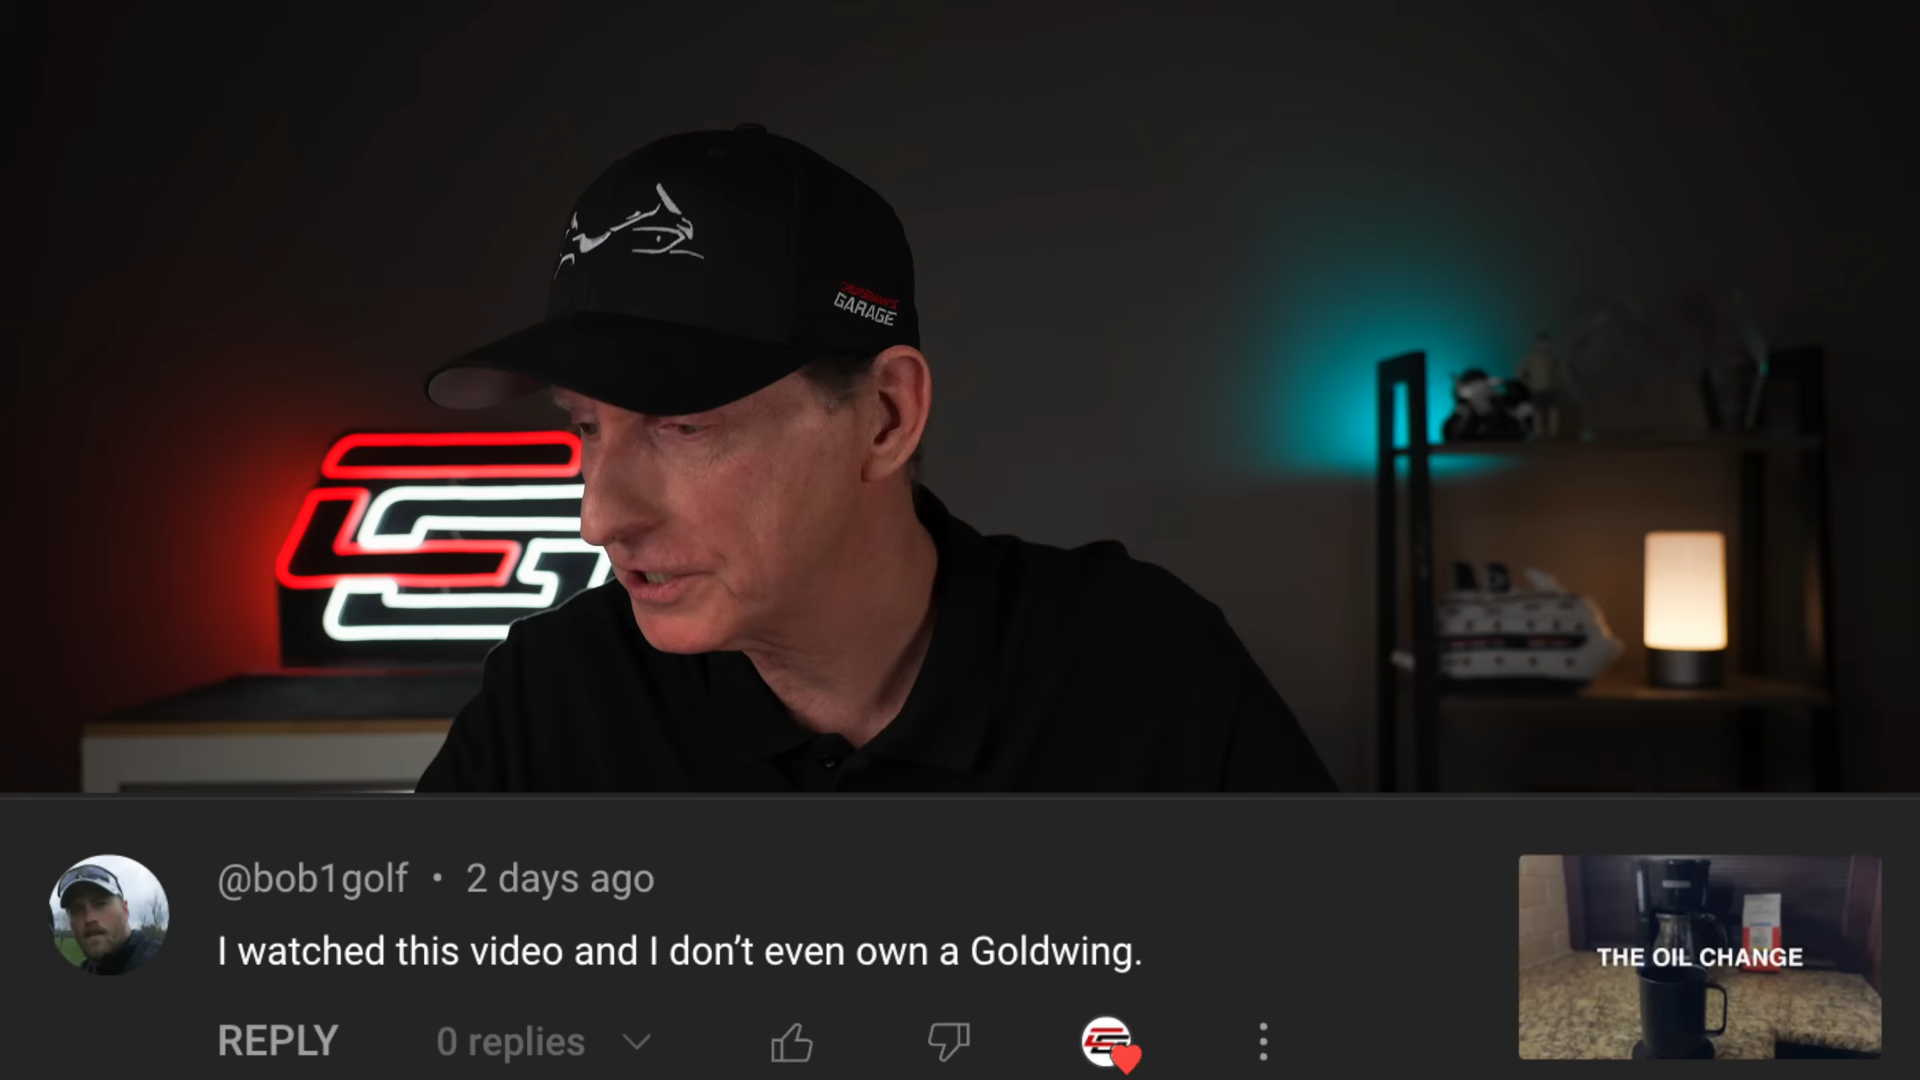 CRUISEMAN'S
GARAGE
@bob1golf • 2 days ago
I watched this video and I don’t even own a Goldwing.
REPLY
0 replies
THE OIL CHANGE